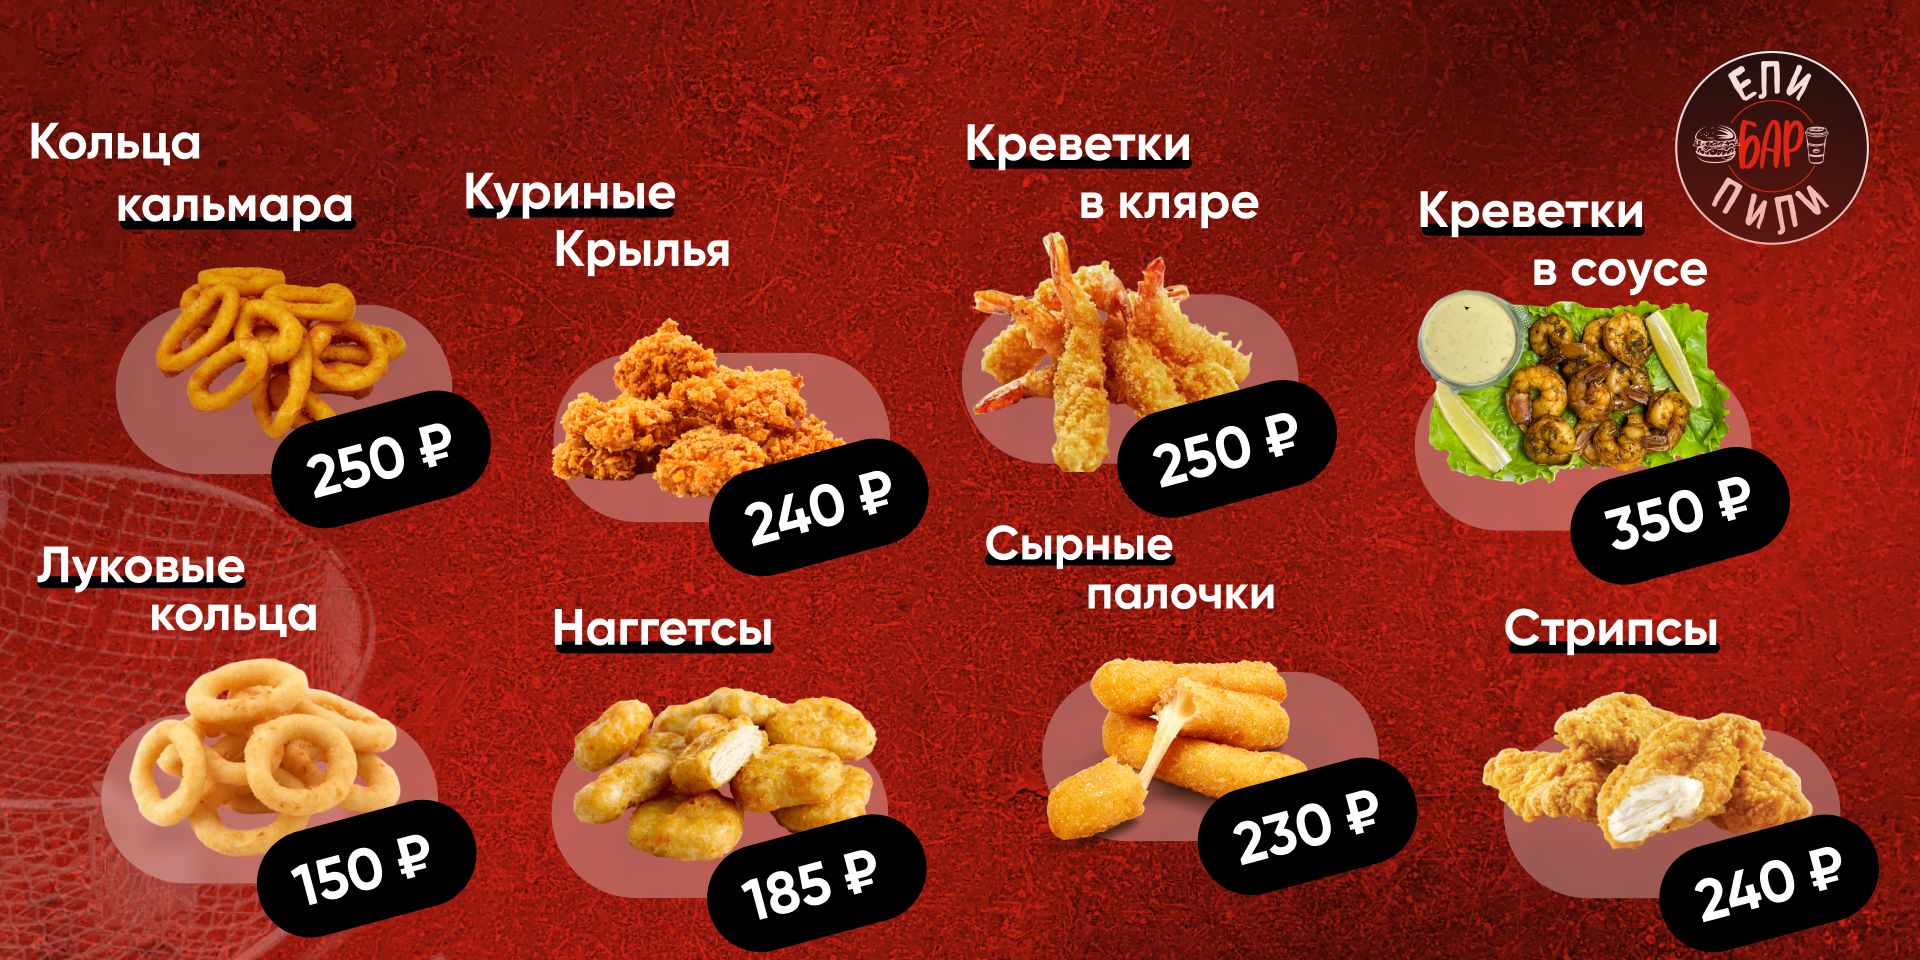 Кольца
кальмара
250 ₽
Куриные
Крылья
240 ₽
Креветки
в кляре
250 ₽
Креветки
в соусе
350 ₽
ЕЛИ
БАР
ПИЛИ
Луковые
кольца
150 ₽
Наггетсы
185 ₽
Сырные
палочки
230 ₽
Стрипсы
240 ₽